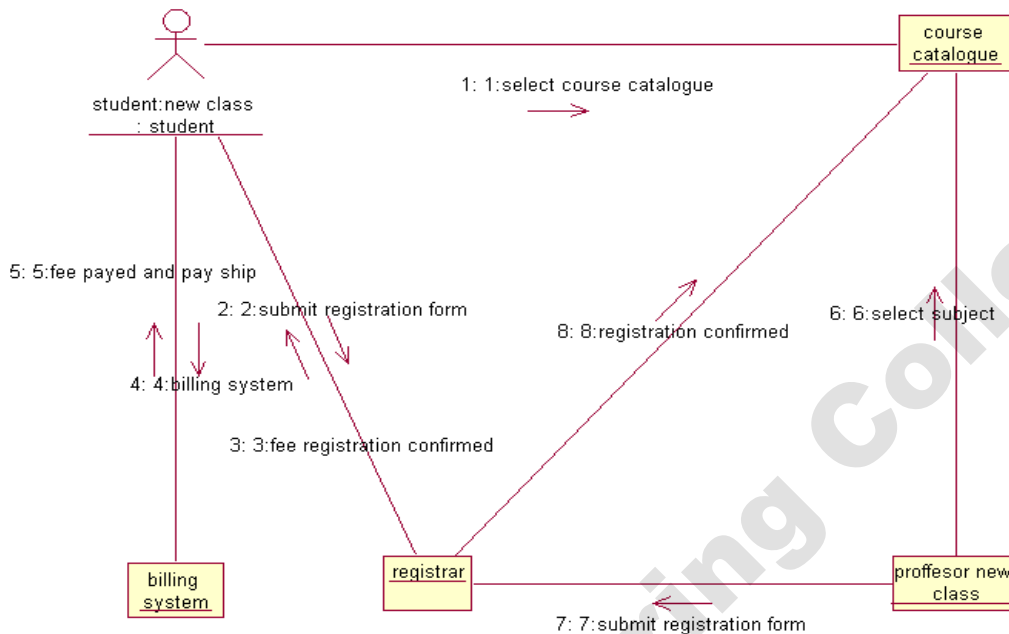 course
catalogue
1: 1:select course catalogue
student:new class
: student
5: 5:fee payed and pay ship
2: 2:submit registration form
8: 8:registration confirmed
6: 6:select subject
4: 4:billing system
3: 3:fee registration confirmed
billing
system
registrar
proffesor new
class
7: 7:submit registration form
ring Colle